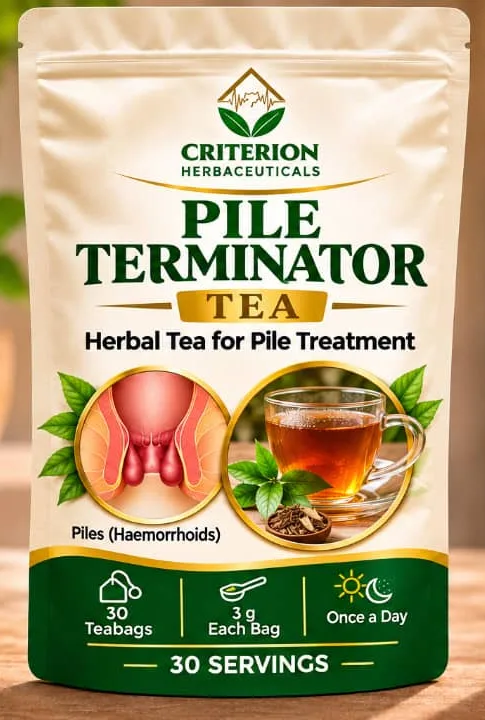 CRITERION
HERBACEUTICALS
PILE
TERMINATOR
TEA
Herbal Tea for Pile Treatment
Piles (Haemorrhoids)
30
Teabags
3 g
Each Bag
Once a Day
30 SERVINGS